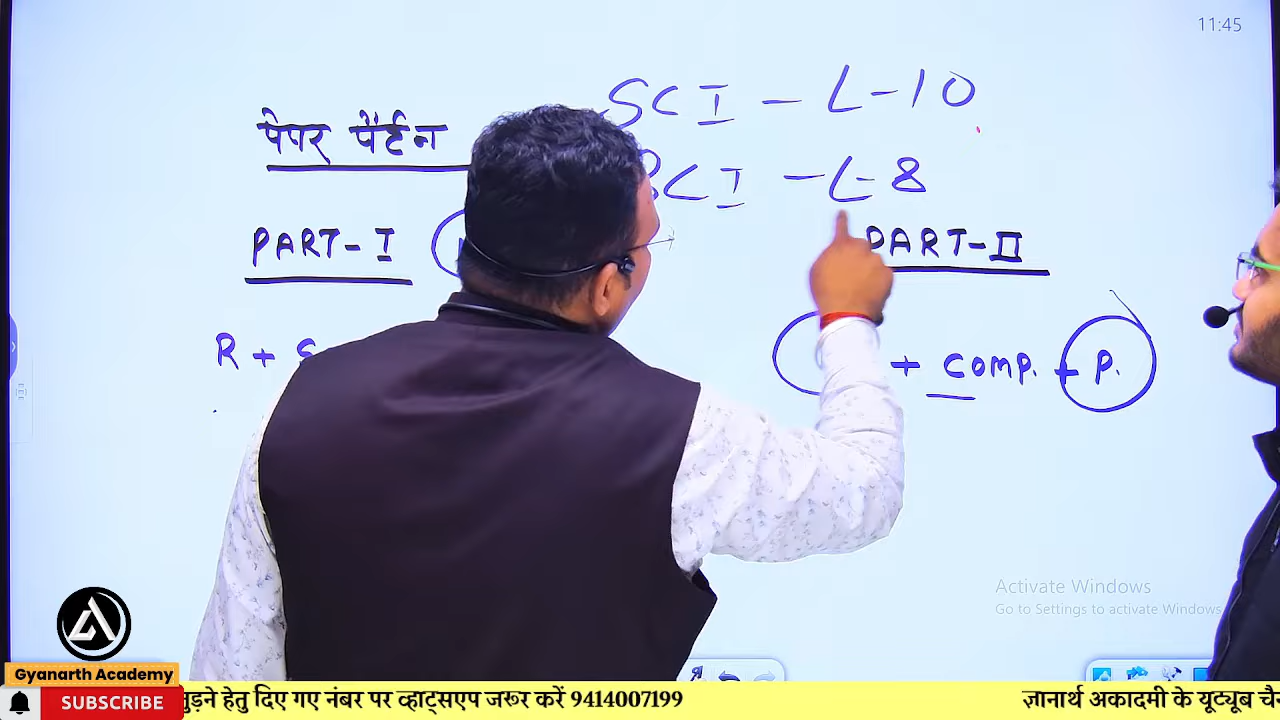 11:45
SCI - L-10
पेपर पैर्टन
CI - L-8
PART-I
PART-II
R +
+ comp. + p.
Activate Windows
Go to Settings to activate Windows
Gyanarth Academy
SUBSCRIBE
हेतु दिए गए नंबर पर व्हाट्सएप जरूर करें 9414007199
ज्ञानार्थ अकादमी के यूट्यूब